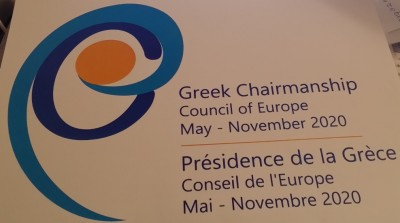 Greek Chairmanship
Council of Europe
May - November 2020
Présidence de la Grèce
Conseil de l'Europe
Mai - Novembre 2020